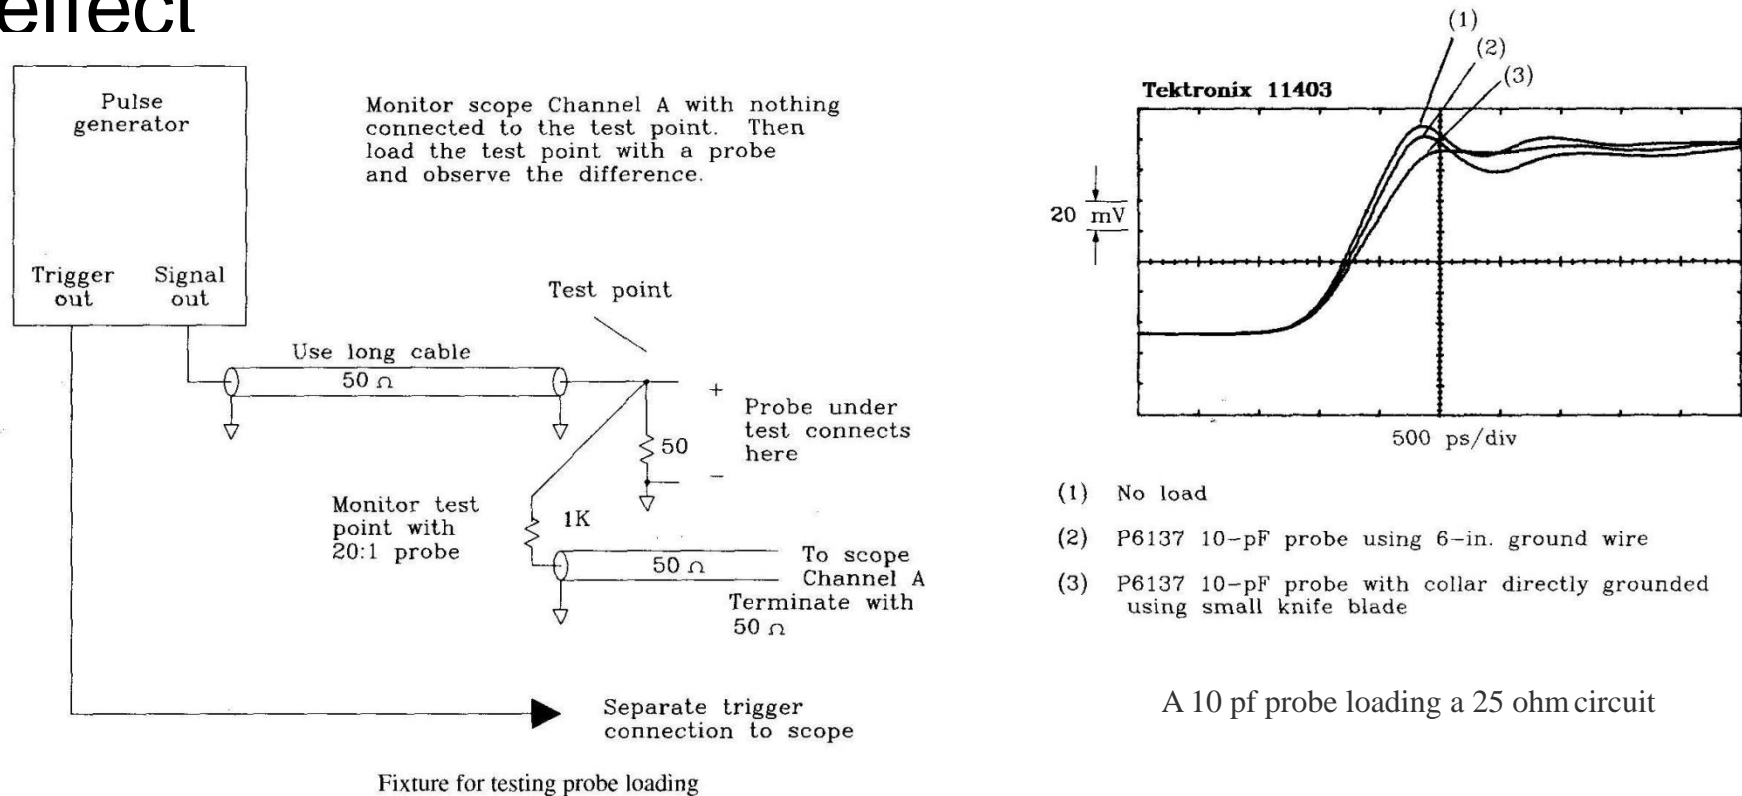 effect
Pulse
generator
Trigger
out
Signal
out
Monitor scope Channel A with nothing
connected to the test point. Then
load the test point with a probe
and observe the difference.
Test point
Use long cable
50 Ω
+
Probe under
test connects
here
50
−
Monitor test
point with
20:1 probe
1K
50 Ω
To scope
Channel A
Terminate with
50 Ω
Separate trigger
connection to scope
Fixture for testing probe loading
(1)
(2)
(3)
Tektronix 11403
20 mV
500 ps/div
(1) No load
(2) P6137 10-pF probe using 6-in. ground wire
(3) P6137 10-pF probe with collar directly grounded
using small knife blade
A 10 pf probe loading a 25 ohm circuit